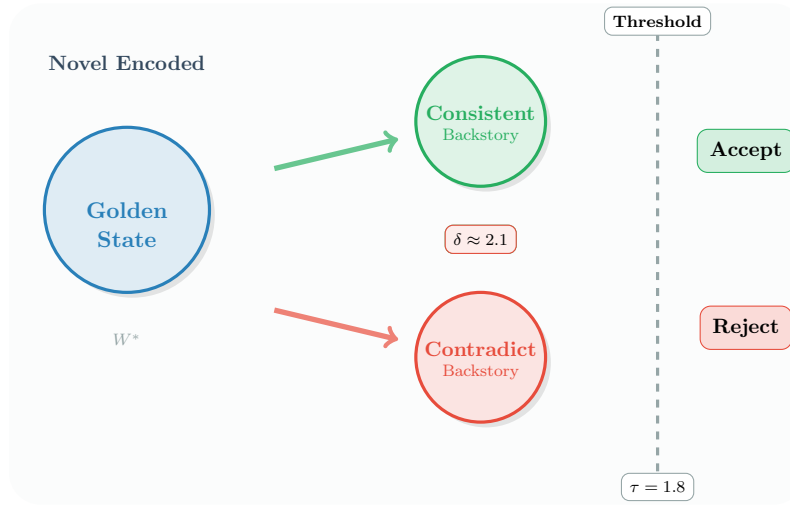 Threshold
Novel Encoded
Consistent
Backstory
Accept
Golden
State
δ ≈ 2.1
Reject
W*
Contradict
Backstory
τ = 1.8